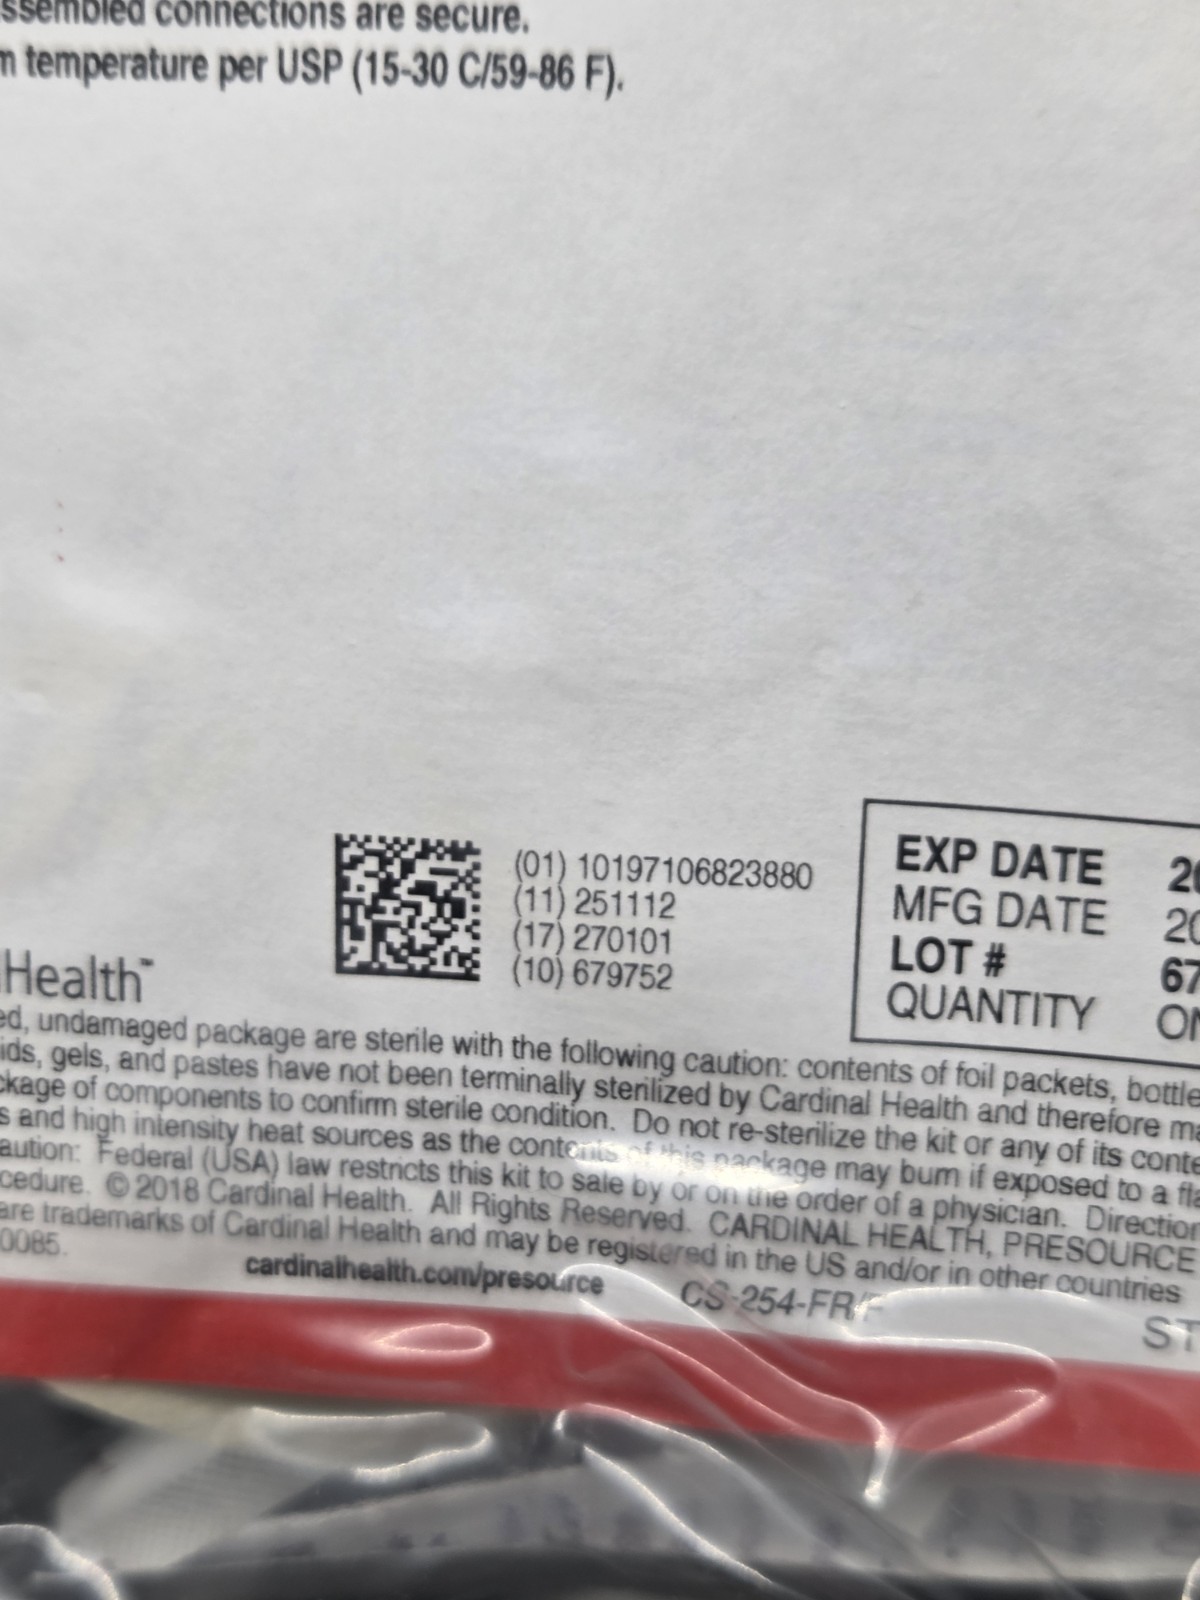 ssembled connections are secure.
m temperature per USP (15-30 C/59-86 F).
(01) 10197106823880
(11) 251112
(17) 270101
(10) 679752
EXP DATE 20
MFG DATE 20
LOT # 67
QUANTITY ON
Health™
ed, undamaged package are sterile with the following caution: contents of foil packets, bottle
ids, gels, and pastes have not been terminally sterilized by Cardinal Health and therefore ma
ckage of components to confirm sterile condition. Do not re-sterilize the kit or any of its conte
s and high intensity heat sources as the contents of this package may burn if exposed to a fla
aution: Federal (USA) law restricts this kit to sale by or on the order of a physician. Direction
cedure. © 2018 Cardinal Health. All Rights Reserved. CARDINAL HEALTH, PRESOURCE
are trademarks of Cardinal Health and may be registered in the US and/or in other countries
0085.
cardinalhealth.com/presource CS-254-FR/F
ST